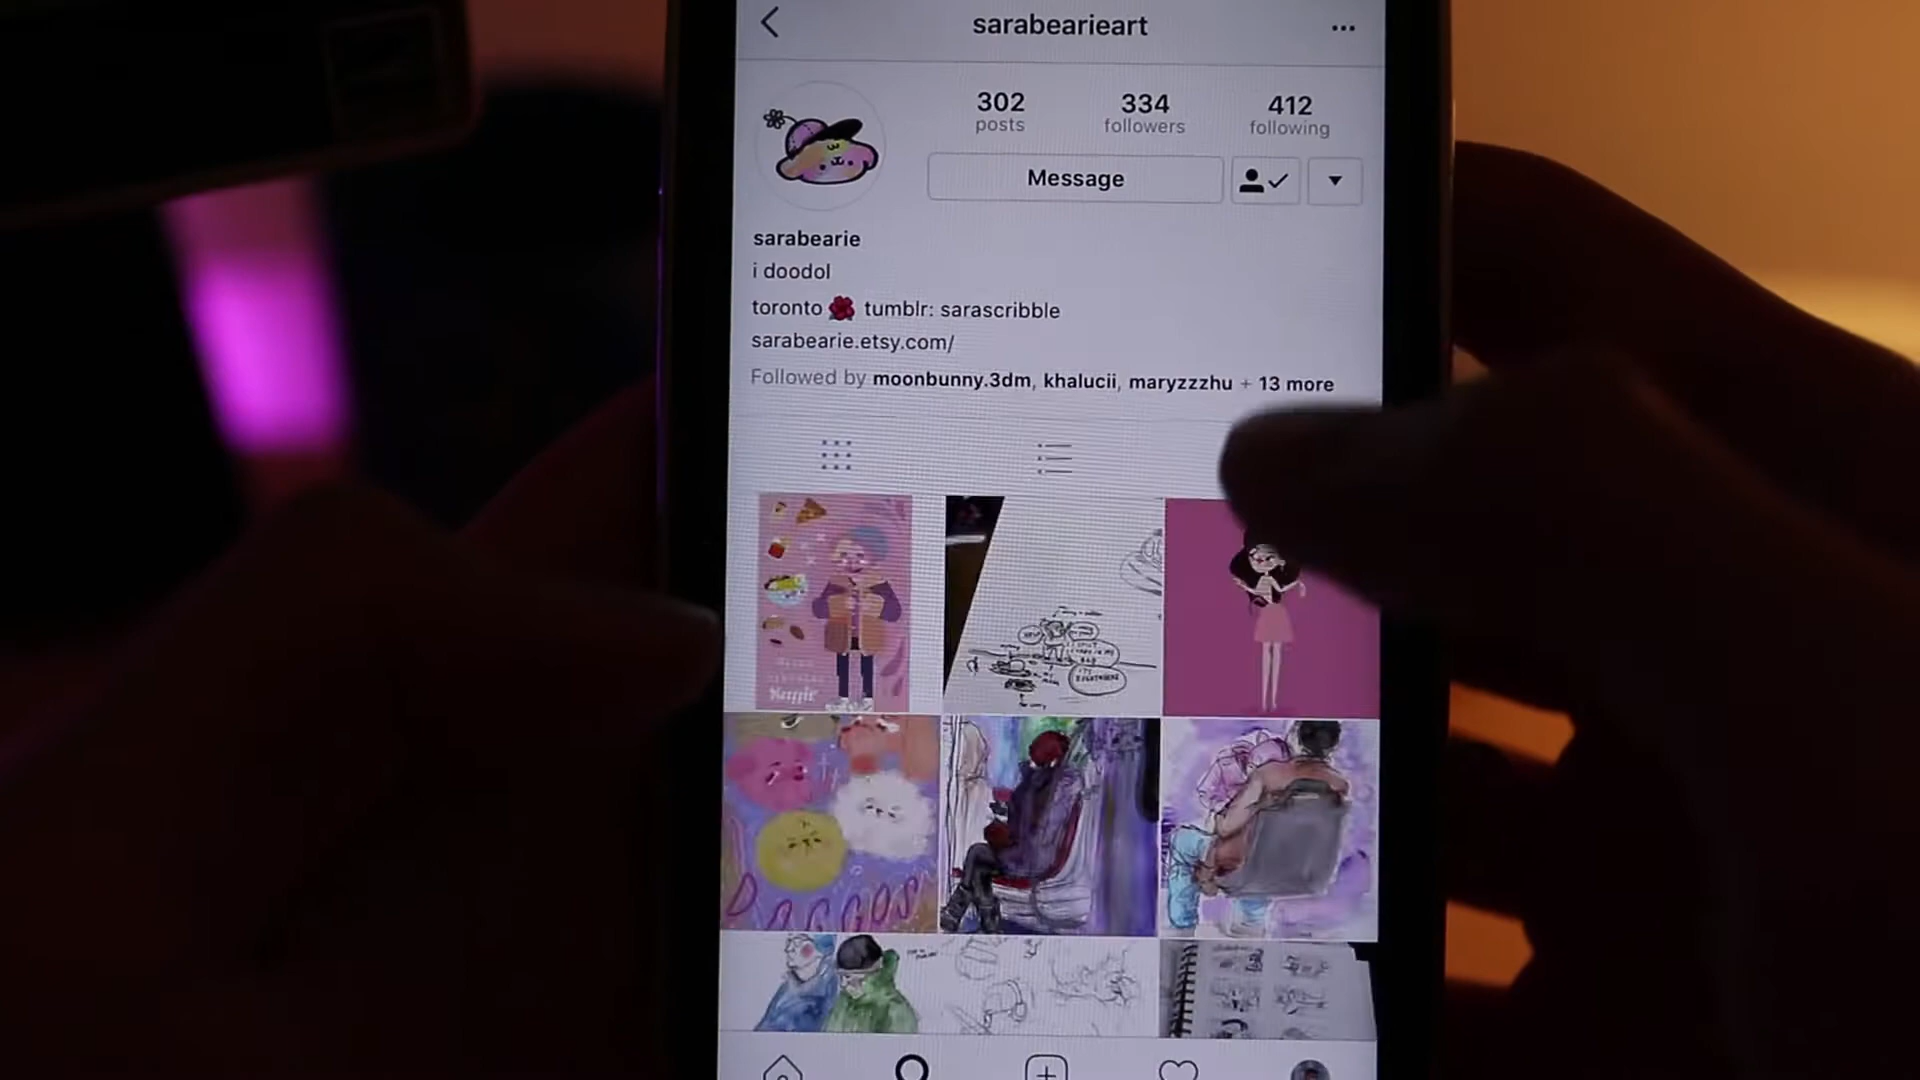 sarabearieart
302 334 412
posts followers following
Message
sarabearie
i doodol
toronto 🌺 tumblr: sarascribble
sarabearie.etsy.com/
Followed by moonbunny.3dm, khalucii, maryzzzhu + 13 more
DOGGOS